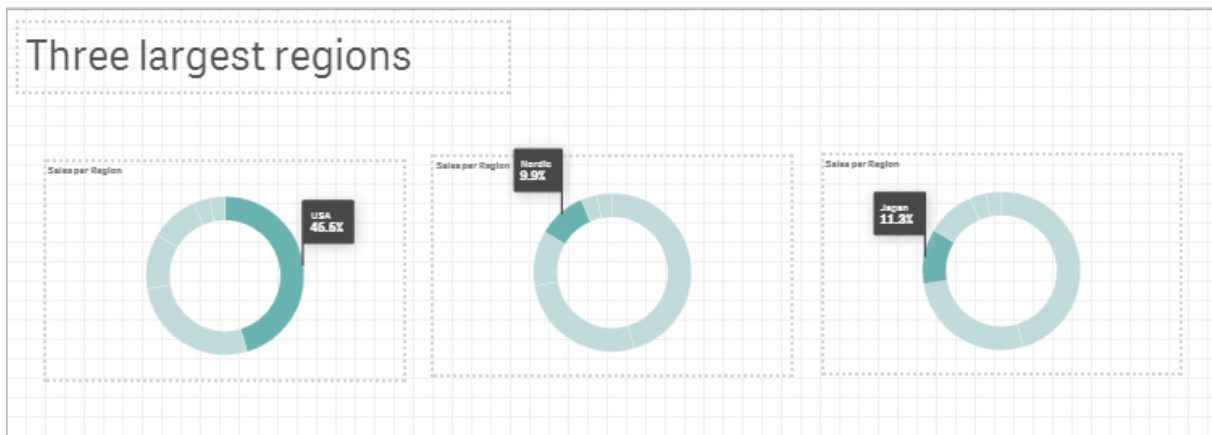 Three largest regions
Sales per Region
USA
45.5%
Sales per Region
Nordic
9.9%
Sales per Region
Japan
11.3%